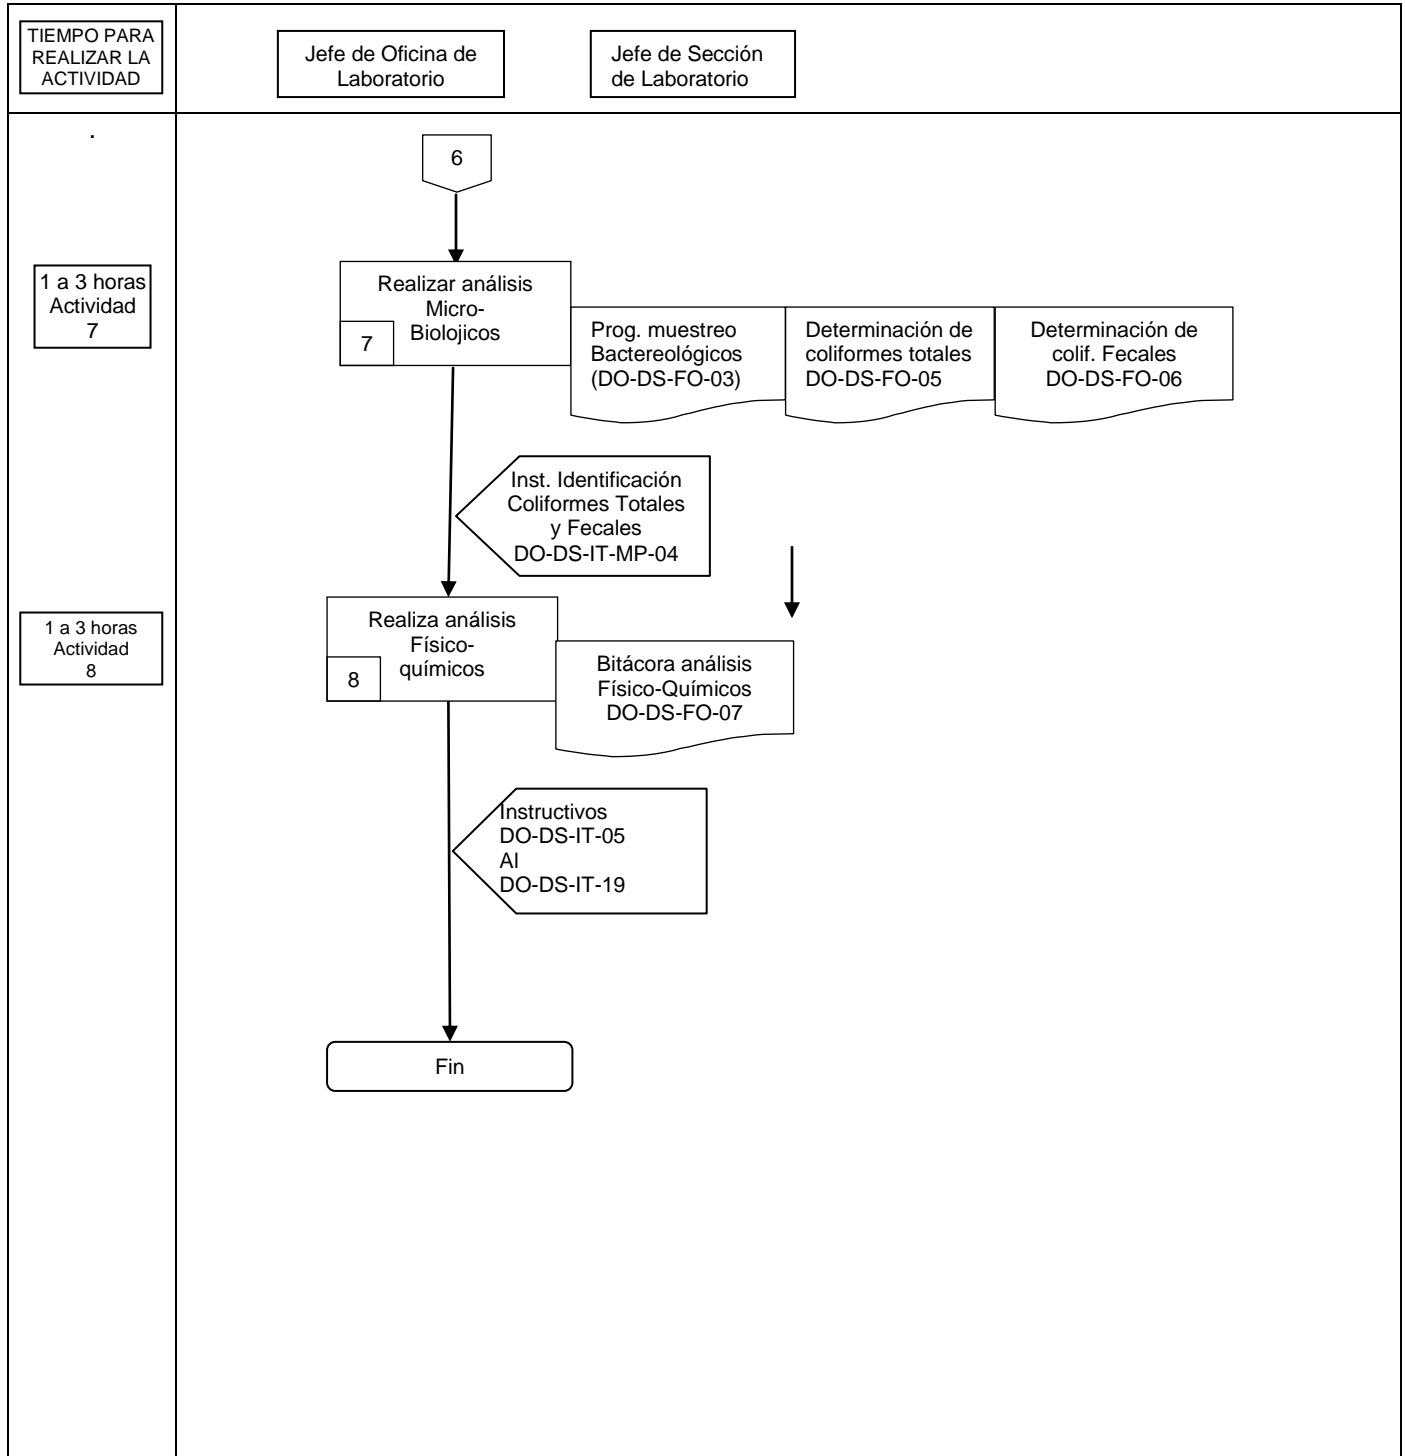 TIEMPO PARA
REALIZAR LA
ACTIVIDAD
Jefe de Oficina de
Laboratorio
Jefe de Sección
de Laboratorio
.
6
1 a 3 horas
Actividad
7
Realizar análisis
Micro-
Biolojicos
7
Prog. muestreo
Bactereológicos
(DO-DS-FO-03)
Determinación de
coliformes totales
DO-DS-FO-05
Determinación de
colif. Fecales
DO-DS-FO-06
Inst. Identificación
Coliformes Totales
y Fecales
DO-DS-IT-MP-04
1 a 3 horas
Actividad
8
Realiza análisis
Físico-
químicos
8
Bitácora análisis
Físico-Químicos
DO-DS-FO-07
Instructivos
DO-DS-IT-05
Al
DO-DS-IT-19
Fin